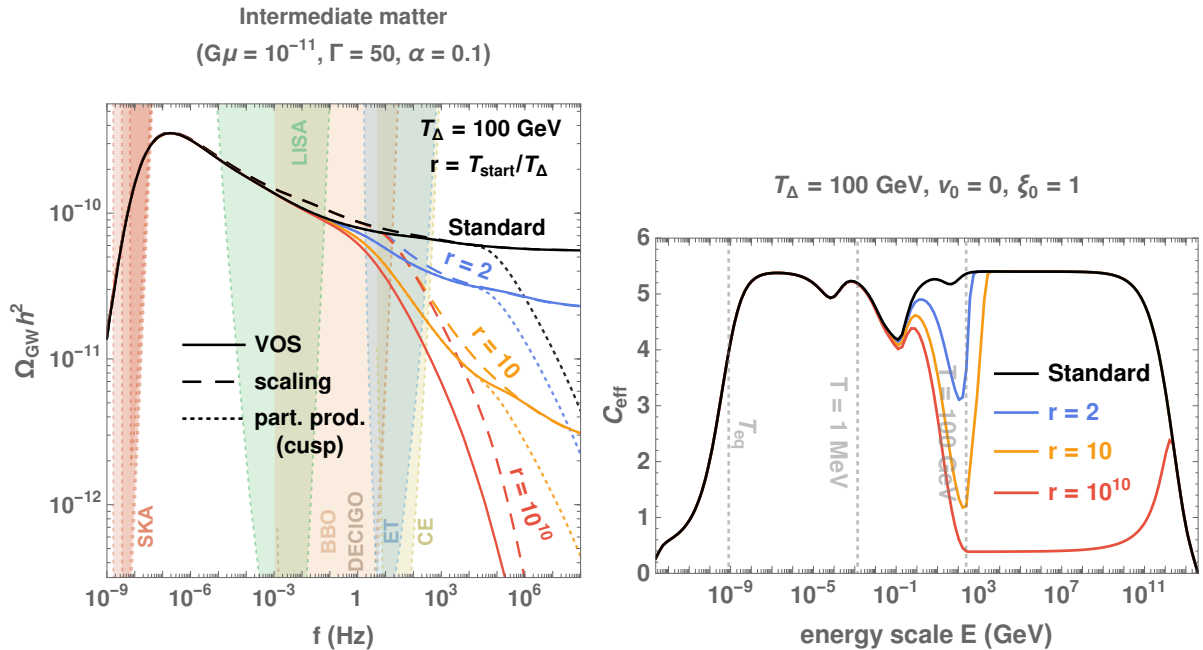 Intermediate matter
(Gμ = 10⁻¹¹, Γ = 50, α = 0.1)
T_Δ = 100 GeV
r = T_start/T_Δ
LISA
Standard
r = 2
r = 10
r = 10¹⁰
VOS
scaling
part. prod.
(cusp)
SKA
BBO
DECIGO
ET
CE
Ω_GW h²
10⁻¹⁰
10⁻¹¹
10⁻¹²
10⁻⁹
10⁻⁶
10⁻³
1
10³
10⁶
f (Hz)
T_Δ = 100 GeV, v₀ = 0, ξ₀ = 1
C_eff
6
5
4
3
2
1
0
T_eq
T = 1 MeV
T = 100 GeV
Standard
r = 2
r = 10
r = 10¹⁰
10⁻⁹
10⁻⁵
10⁻¹
10³
10⁷
10¹¹
energy scale E (GeV)